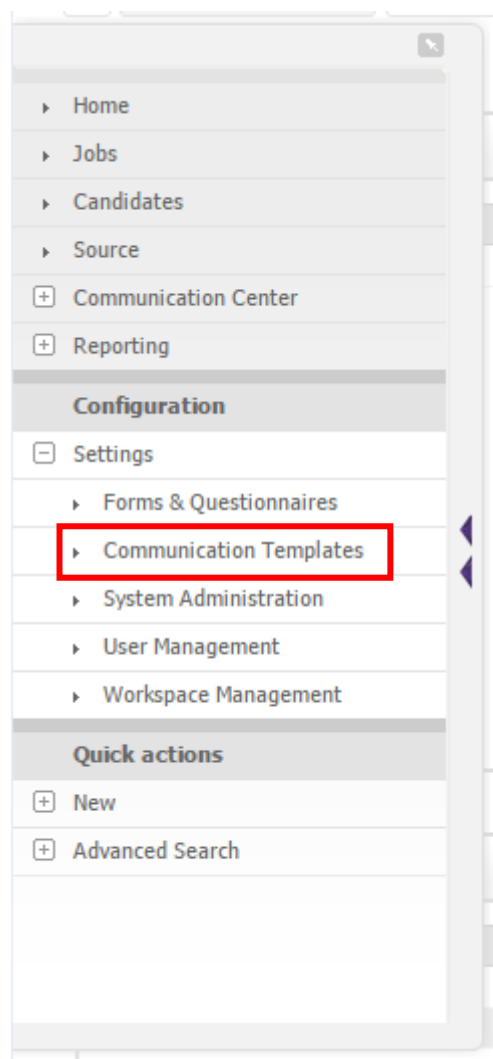 Home
Jobs
Candidates
Source
Communication Center
Reporting
Configuration
Settings
Forms & Questionnaires
Communication Templates
System Administration
User Management
Workspace Management
Quick actions
New
Advanced Search